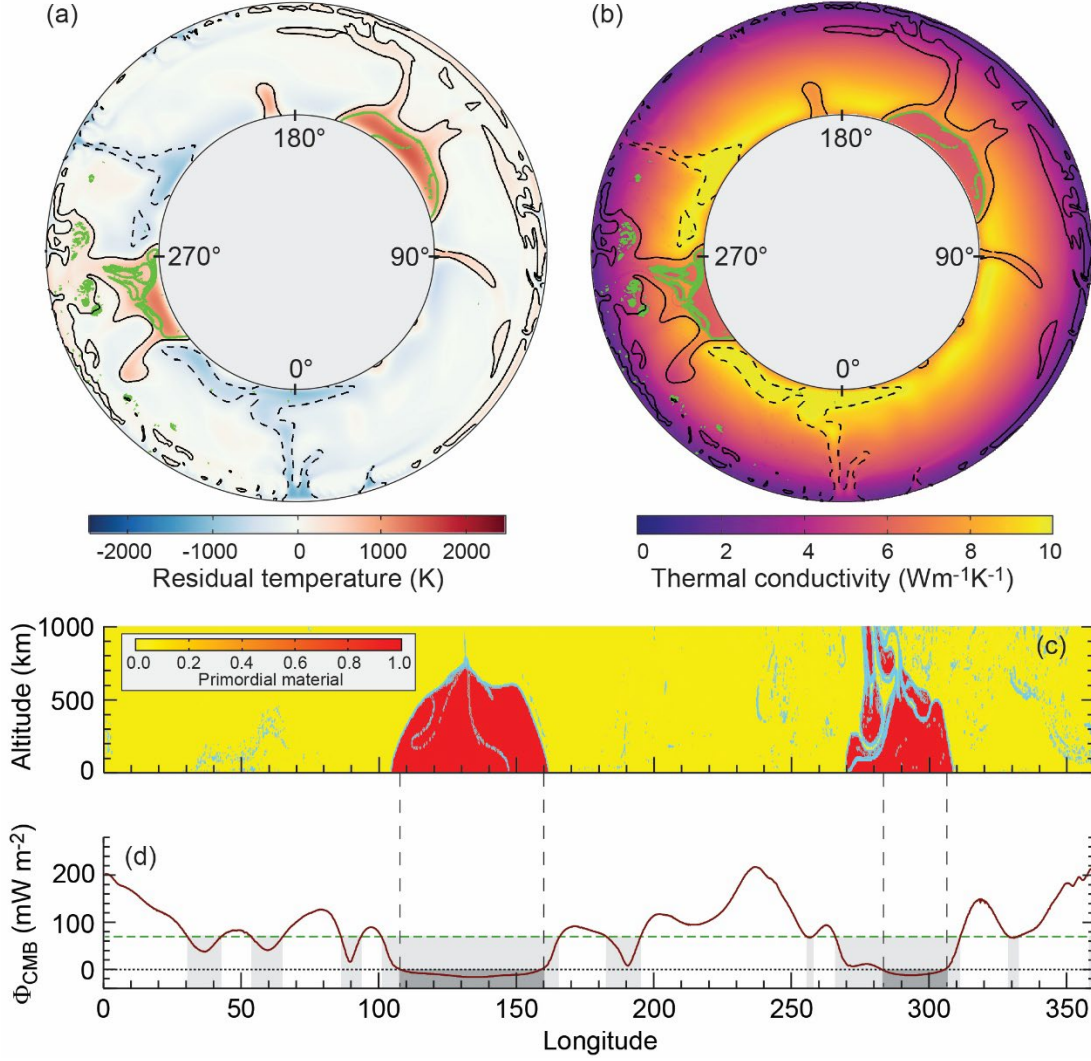 (a)
(b)
180°
270°
90°
0°
180°
270°
90°
0°
-2000 -1000 0 1000 2000
Residual temperature (K)
0 2 4 6 8 10
Thermal conductivity (Wm⁻¹K⁻¹)
1000
500
0
Altitude (km)
0.0 0.2 0.4 0.6 0.8 1.0
Primordial material
(c)
(d)
200
100
0
ΦCMB (mW m⁻²)
0 50 100 150 200 250 300 350
Longitude